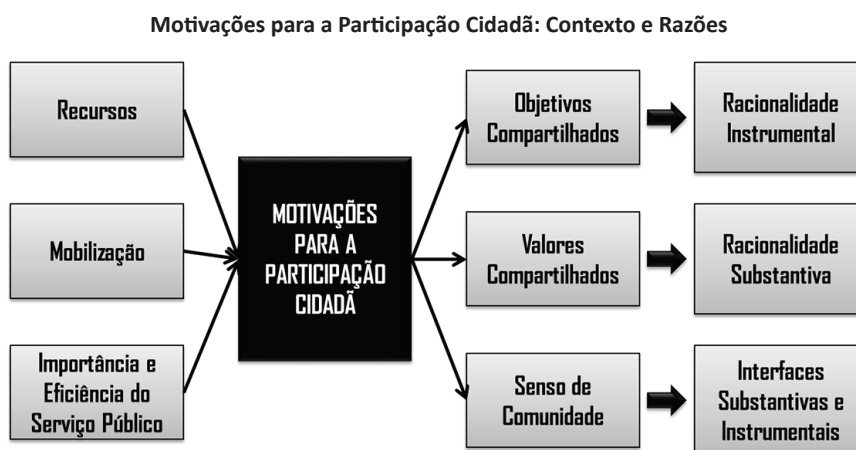 Motivações para a Participação Cidadã: Contexto e Razões
Recursos
Mobilização
Importância e
Eficiência do
Serviço Público
MOTIVAÇÕES
PARA A
PARTICIPAÇÃO
CIDADÃ
Objetivos
Compartilhados
Racionalidade
Instrumental
Valores
Compartilhados
Racionalidade
Substantiva
Senso de
Comunidade
Interfaces
Substantivas e
Instrumentais